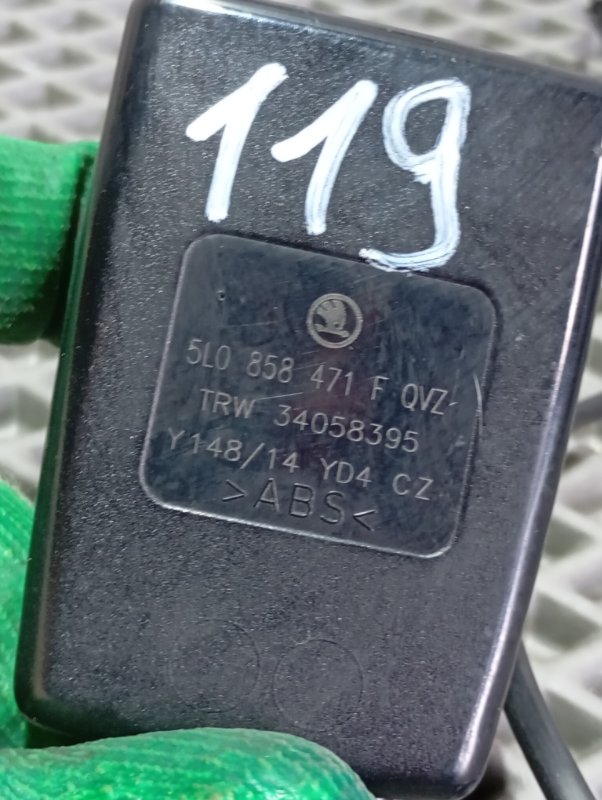 119
5L0 858 471 F QVZ
TRW 34058395
Y148/14 YD4 CZ
>ABS<